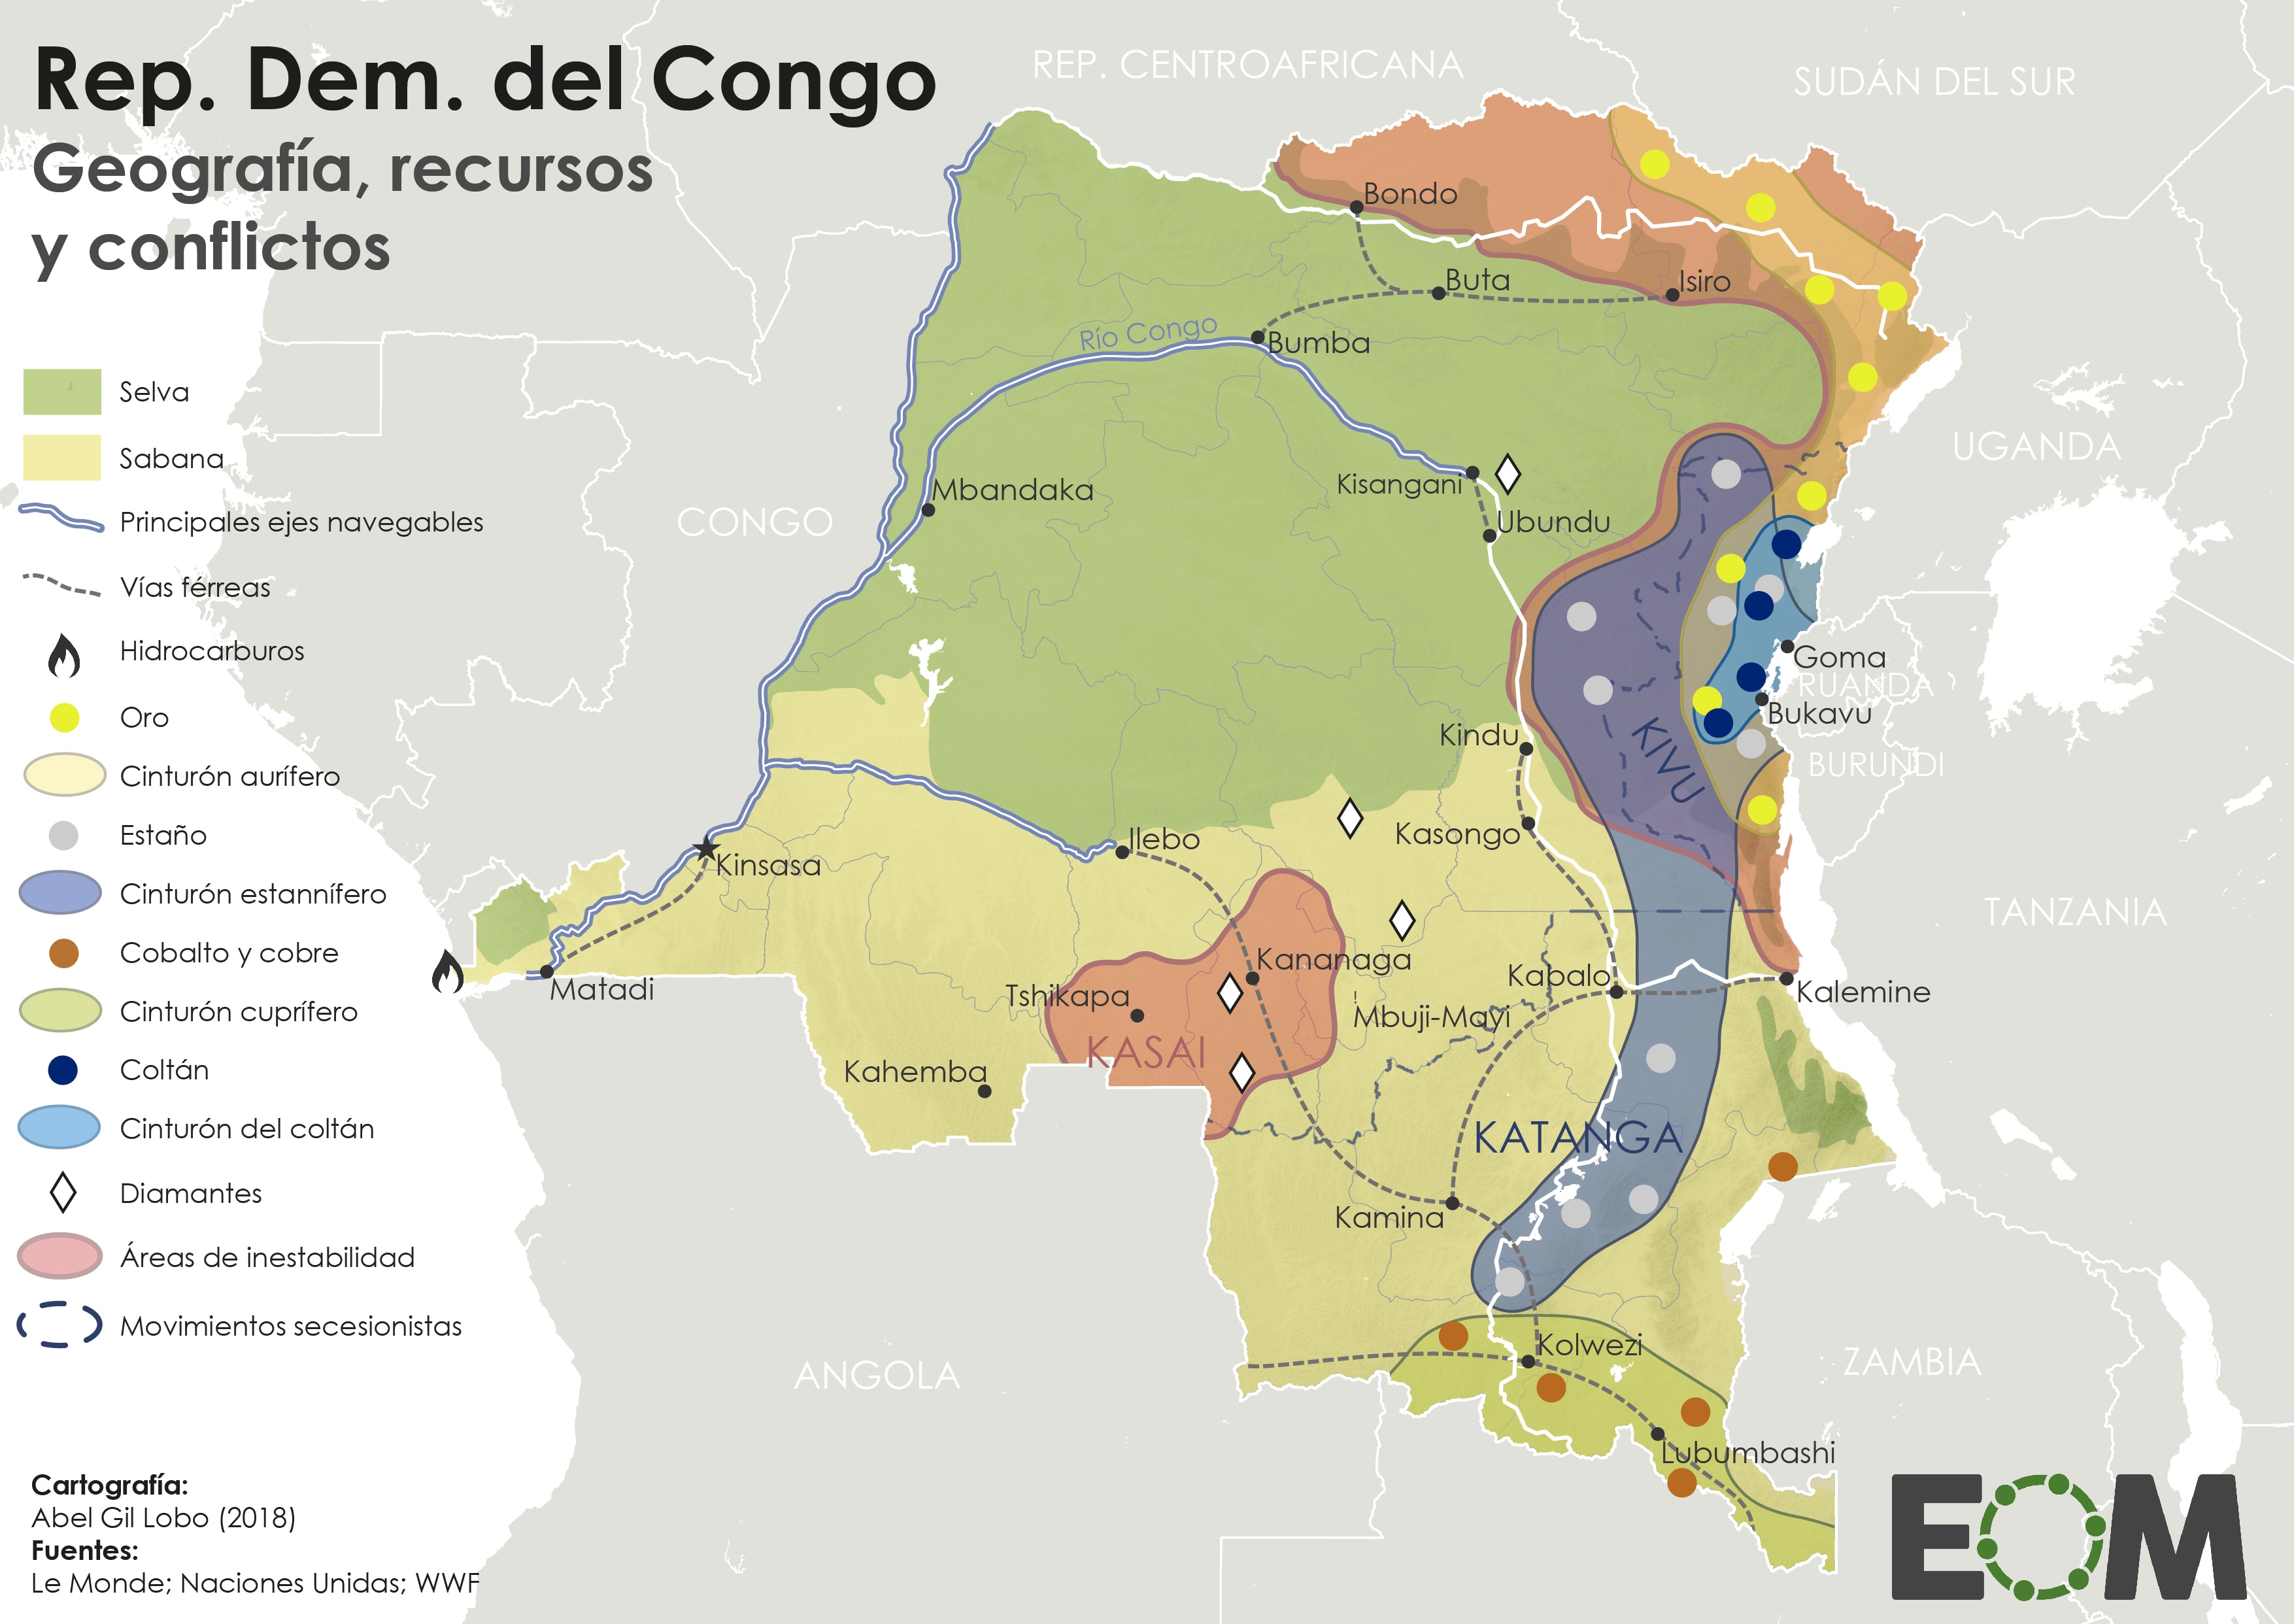 Rep. Dem. del Congo
Geografía, recursos
y conflictos
Selva
Sabana
Principales ejes navegables
Vías férreas
Hidrocarburos
Oro
Cinturón aurífero
Estaño
Cinturón estannífero
Cobalto y cobre
Cinturón cuprífero
Coltán
Cinturón del coltán
Diamantes
Áreas de inestabilidad
Movimientos secesionistas
Cartografía:
Abel Gil Lobo (2018)
Fuentes:
Le Monde; Naciones Unidas; WWF
REP. CENTROAFRICANA
SUDÁN DEL SUR
Bondo
Buta
Isiro
Río Congo
Bumba
UGANDA
Mbandaka
Kisangani
CONGO
Ubundu
Goma
RUANDA
Bukavu
Kindu
KIVU
BURUNDI
Kasongo
Ilebo
Kinsasa
TANZANIA
Kananaga
Kabalo
Matadi
Tshikapa
Kalemine
Mbuji-Mayi
KASAI
Kahemba
KATANGA
Kamina
Kolwezi
ANGOLA
ZAMBIA
Lubumbashi
EOM